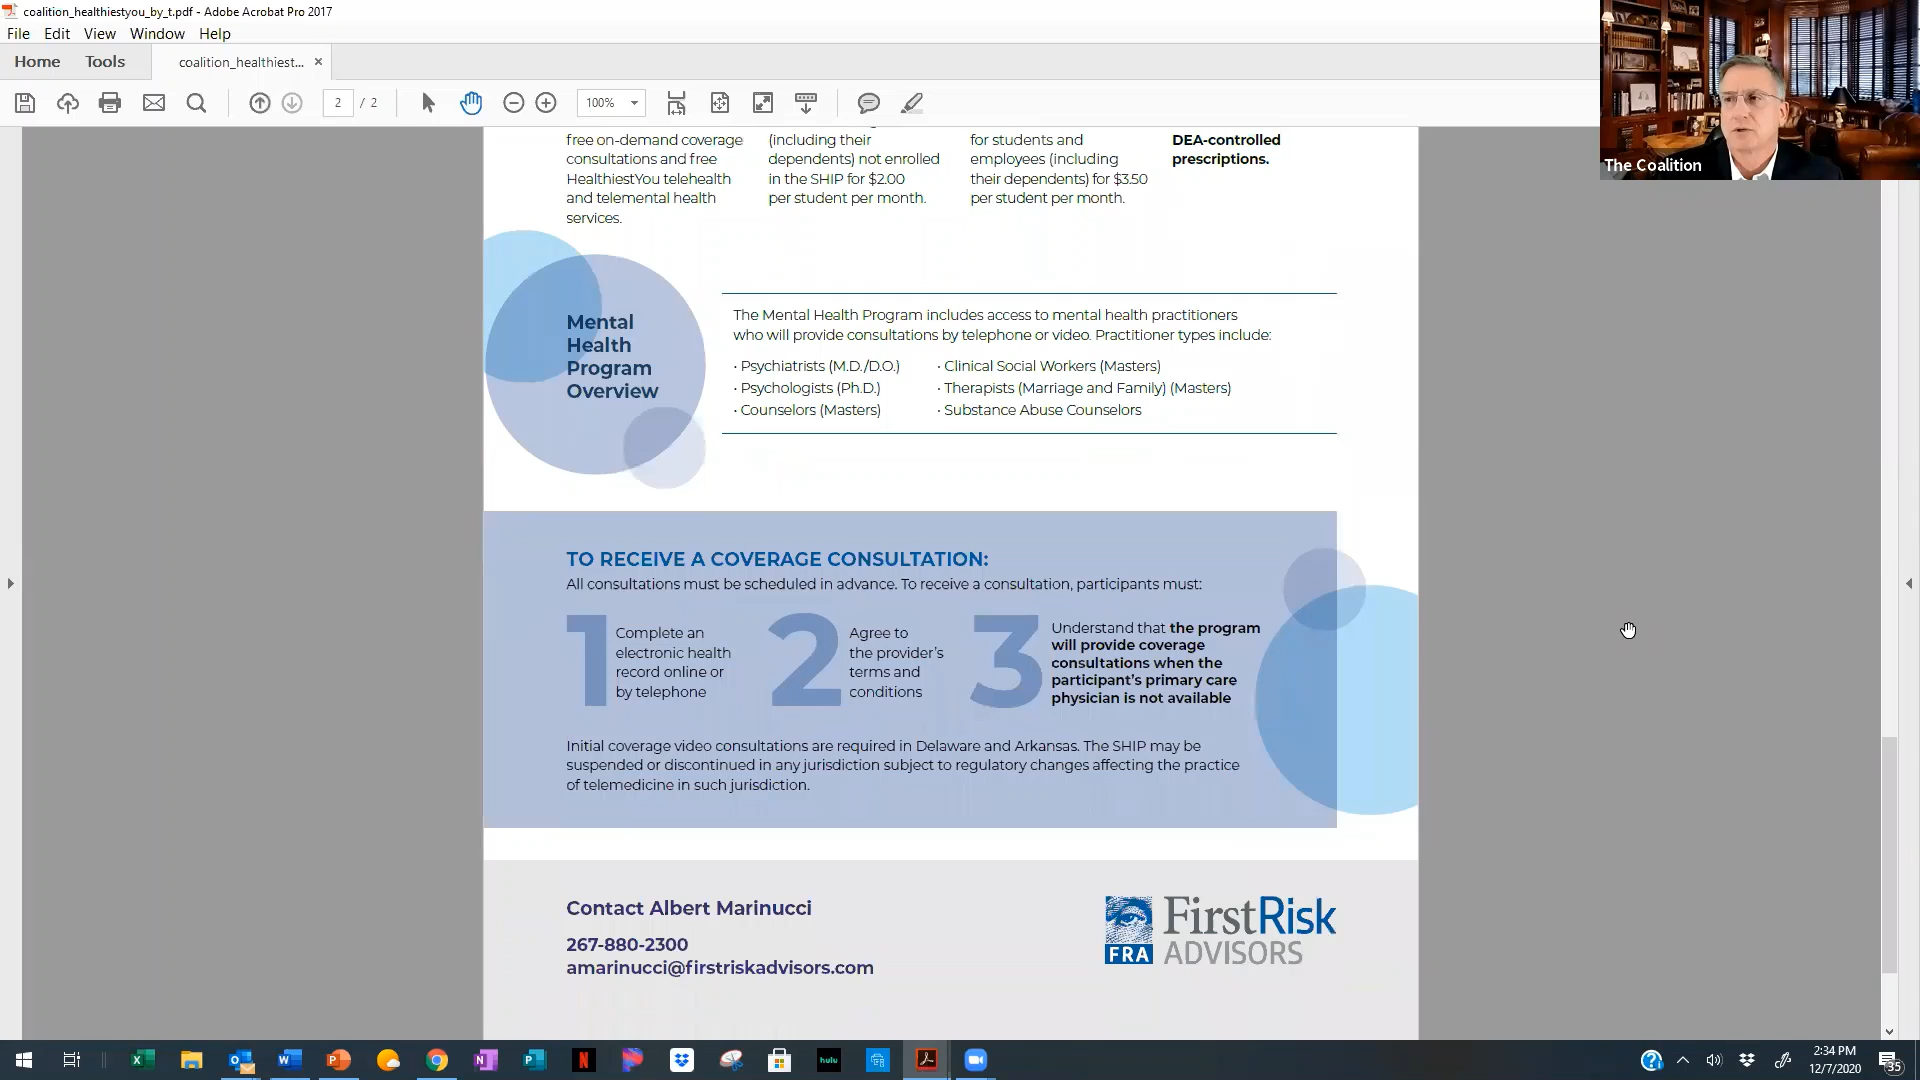 coalition_healthiestyou_by_t.pdf - Adobe Acrobat Pro 2017
File Edit View Window Help
Home Tools coalition_healthiest... ×
2 / 2 100%
The Coalition
free on-demand coverage
consultations and free
HealthiestYou telehealth
and telemental health
services.
(including their
dependents) not enrolled
in the SHIP for $2.00
per student per month.
for students and
employees (including
their dependents) for $3.50
per student per month.
DEA-controlled
prescriptions.
Mental
Health
Program
Overview
The Mental Health Program includes access to mental health practitioners
who will provide consultations by telephone or video. Practitioner types include:
· Psychiatrists (M.D./D.O.)
· Psychologists (Ph.D.)
· Counselors (Masters)
· Clinical Social Workers (Masters)
· Therapists (Marriage and Family) (Masters)
· Substance Abuse Counselors
TO RECEIVE A COVERAGE CONSULTATION:
All consultations must be scheduled in advance. To receive a consultation, participants must:
1
Complete an
electronic health
record online or
by telephone
2
Agree to
the provider's
terms and
conditions
3
Understand that the program
will provide coverage
consultations when the
participant's primary care
physician is not available
Initial coverage video consultations are required in Delaware and Arkansas. The SHIP may be
suspended or discontinued in any jurisdiction subject to regulatory changes affecting the practice
of telemedicine in such jurisdiction.
Contact Albert Marinucci
267-880-2300
amarinucci@firstriskadvisors.com
FRA
FirstRisk
ADVISORS
hulu
2:34 PM
12/7/2020
35